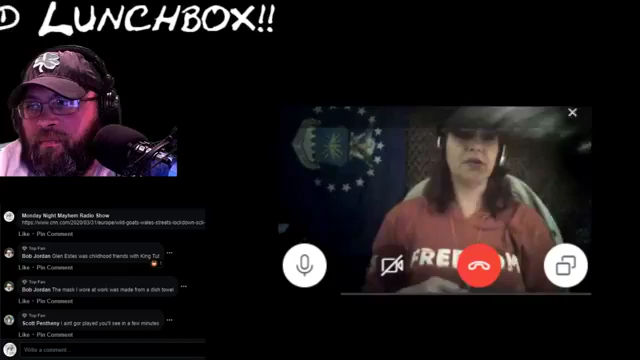 D LUNCHBOX!!
FREEDOM
Monday Night Mayhem Radio Show
https://www.cnn.com/2020/03/31/europe/wild-goats-wales-streets-lockdown-scli
Like · Pin Comment
Top Fan
Bob Jordan Glen Estes was childhood friends with King Tut
Like · Pin Comment
Top Fan
Bob Jordan The mask I wore at work was made from a dish towel
Like · Pin Comment
Top Fan
Scott Pentheny I aint gor played you'll see in a few minutes
Like · Pin Comment
Write a comment...